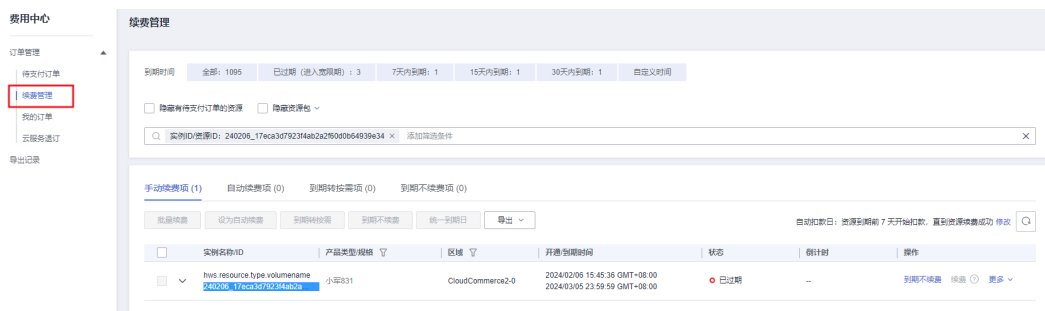 费用中心
续费管理
订单管理
待支付订单
续费管理
我的订单
云服务退订
导出记录
到期时间 全部: 1095 已过期 (进入宽限期) : 3 7天内到期: 1 15天内到期: 1 30天内到期: 1 自定义时间
隐藏有待支付订单的资源 隐藏资源包
实例ID/资源ID: 240206_17eca3d7923f4ab2a2f60d0b64939e34 × 添加筛选条件 ×
手动续费项 (1) 自动续费项 (0) 到期转按需项 (0) 到期不续费项 (0)
批量续费 设为自动续费 到期转按需 到期不续费 统一到期日 导出 自动扣款日: 资源到期前 7 天开始扣款, 直到资源续费成功 修改
实例名称/ID 产品类型/规格 区域 开通/到期时间 状态 倒计时 操作
hws.resource.type.volumename 小军831 CloudCommerce2-0 2024/02/06 15:45:36 GMT+08:00 已过期 -- 到期不续费 续费 更多
240206_17eca3d7923f4ab2a 2024/03/05 23:59:59 GMT+08:00